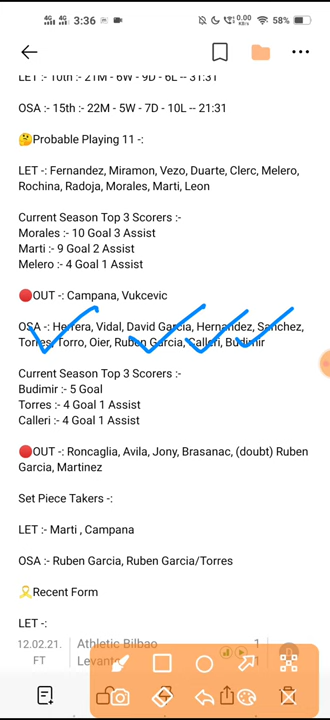 3:36
0.00 KB/s
58%
LET :- 10th :- 21M - 6W - 9D - 6L -- 31:31
OSA :- 15th :- 22M - 5W - 7D - 10L -- 21:31
🤔Probable Playing 11 -:
LET -: Fernandez, Miramon, Vezo, Duarte, Clerc, Melero,
Rochina, Radoja, Morales, Marti, Leon
Current Season Top 3 Scorers :-
Morales :- 10 Goal 3 Assist
Marti :- 9 Goal 2 Assist
Melero :- 4 Goal 1 Assist
🔴OUT -: Campana, Vukcevic
OSA -: Herrera, Vidal, David Garcia, Hernandez, Sanchez,
Torres, Torro, Oier, Ruben Garcia, Calleri, Budimir
Current Season Top 3 Scorers :-
Budimir :- 5 Goal
Torres :- 4 Goal 1 Assist
Calleri :- 4 Goal 1 Assist
🔴OUT -: Roncaglia, Avila, Jony, Brasanac, (doubt) Ruben
Garcia, Martinez
Set Piece Takers -:
LET -: Marti , Campana
OSA -: Ruben Garcia, Ruben Garcia/Torres
🎗Recent Form
LET -:
12.02.21. Athletic Bilbao 1
FT Levante 1